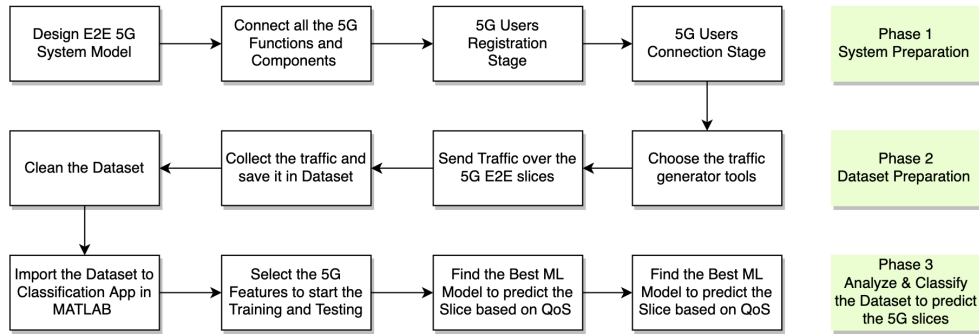 Design E2E 5G
System Model
Connect all the 5G
Functions and
Components
5G Users
Registration
Stage
5G Users
Connection Stage
Phase 1
System Preparation
Clean the Dataset
Collect the traffic and
save it in Dataset
Send Traffic over the
5G E2E slices
Choose the traffic
generator tools
Phase 2
Dataset Preparation
Import the Dataset to
Classification App in
MATLAB
Select the 5G
Features to start the
Training and Testing
Find the Best ML
Model to predict the
Slice based on QoS
Find the Best ML
Model to predict the
Slice based on QoS
Phase 3
Analyze & Classify
the Dataset to predict
the 5G slices